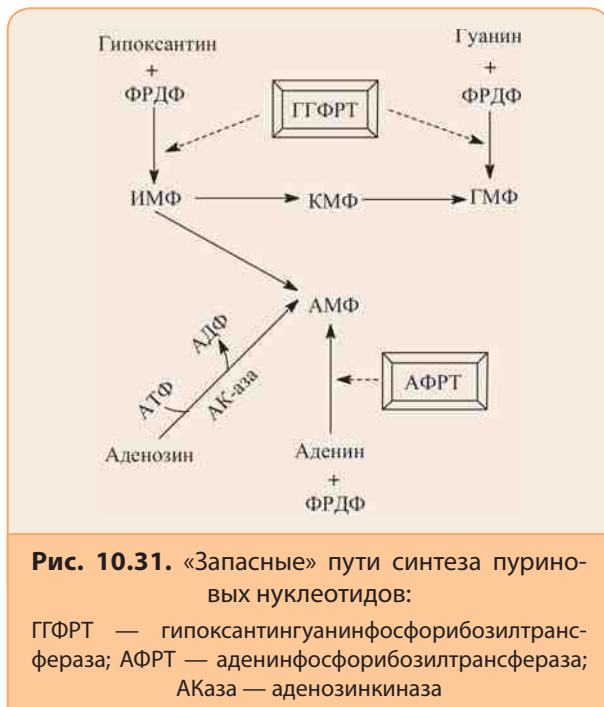 Гипоксантин
+
ФРДФ
Гуанин
+
ФРДФ
ГГФРТ
ИМФ
КМФ
ГМФ
АМФ
АДФ
АТФ
АК-аза
АФРТ
Аденозин
Аденин
+
ФРДФ
Рис. 10.31. «Запасные» пути синтеза пурино-
вых нуклеотидов:
ГГФРТ — гипоксантингуанинфосфорибозилтранс-
фераза; АФРТ — аденинфосфорибозилтрансфераза;
АКаза — аденозинкиназа